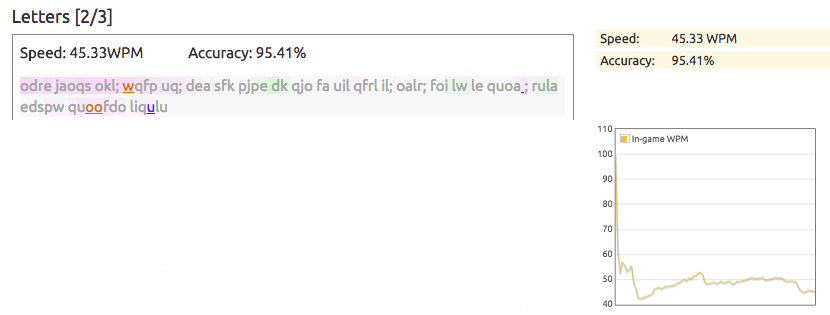 Letters [2/3]
Speed: 45.33WPM Accuracy: 95.41%
odre jaoqs okl; wqfp uq; dea sfk pjpe dk qjo fa uil qfrl il; oalr; foi lw le quoa ; rula
edspw quoofdo liqulu
Speed: 45.33 WPM
Accuracy: 95.41%
In-game WPM
110
100
90
80
70
60
50
40